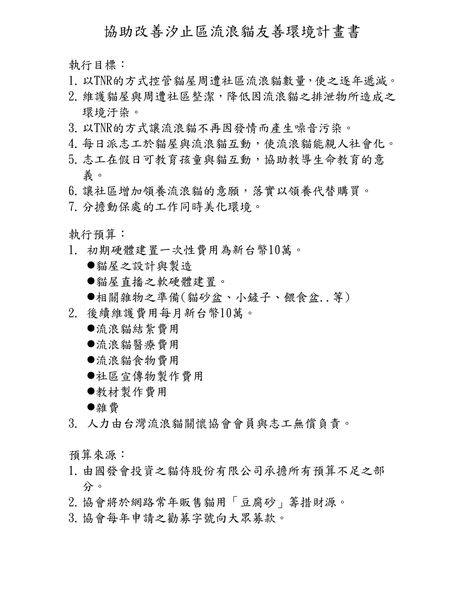 協助改善汐止區流浪貓友善環境計畫書
執行目標：
1. 以TNR的方式控管貓屋周遭社區流浪貓數量，使之逐年遞減。
2. 維護貓屋與周遭社區整潔，降低因流浪貓之排泄物所造成之
環境汙染。
3. 以TNR的方式讓流浪貓不再因發情而產生噪音污染。
4. 每日派志工於貓屋與流浪貓互動，使流浪貓能親人社會化。
5. 志工在假日可教育孩童與貓互動，協助教導生命教育的意
義。
6. 讓社區增加領養流浪貓的意願，落實以領養代替購買。
7. 分擔動保處的工作同時美化環境。
執行預算：
1. 初期硬體建置一次性費用為新台幣10萬。
●貓屋之設計與製造
●貓屋直播之軟硬體建置。
●相關雜物之準備(貓砂盆、小鏟子、餵食盆..等)
2. 後續維護費用每月新台幣10萬。
●流浪貓結紮費用
●流浪貓醫療費用
●流浪貓食物費用
●社區宣傳物製作費用
●教材製作費用
●雜費
3. 人力由台灣流浪貓關懷協會會員與志工無償負責。
預算來源：
1. 由國發會投資之貓侍股份有限公司承擔所有預算不足之部
分。
2. 協會將於網路常年販售貓用「豆腐砂」籌措財源。
3. 協會每年申請之勸募字號向大眾募款。